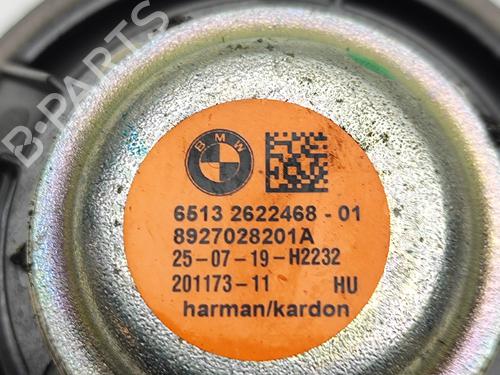 B-PARTS
BMW
6513 2622468 - 01
8927028201A
25-07-19-H2232
201173-11 HU
harman/kardon